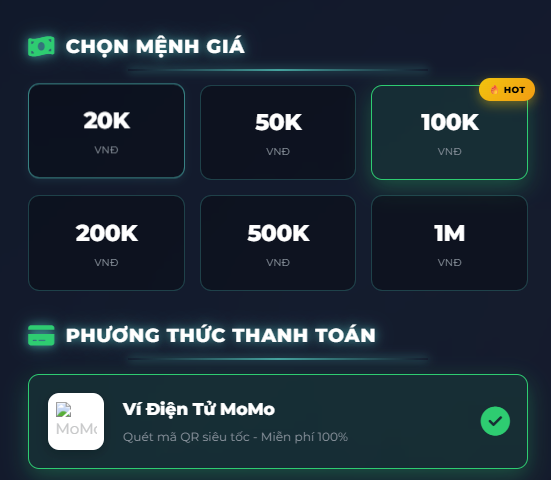 CHỌN MỆNH GIÁ
HOT
20K
50K
100K
VNĐ
VNĐ
VNĐ
200K
500K
1M
VNĐ
VNĐ
VNĐ
PHƯƠNG THỨC THANH TOÁN
Ví Điện Tử MoMo
MoMo
Quét mã QR siêu tốc - Miễn phí 100%